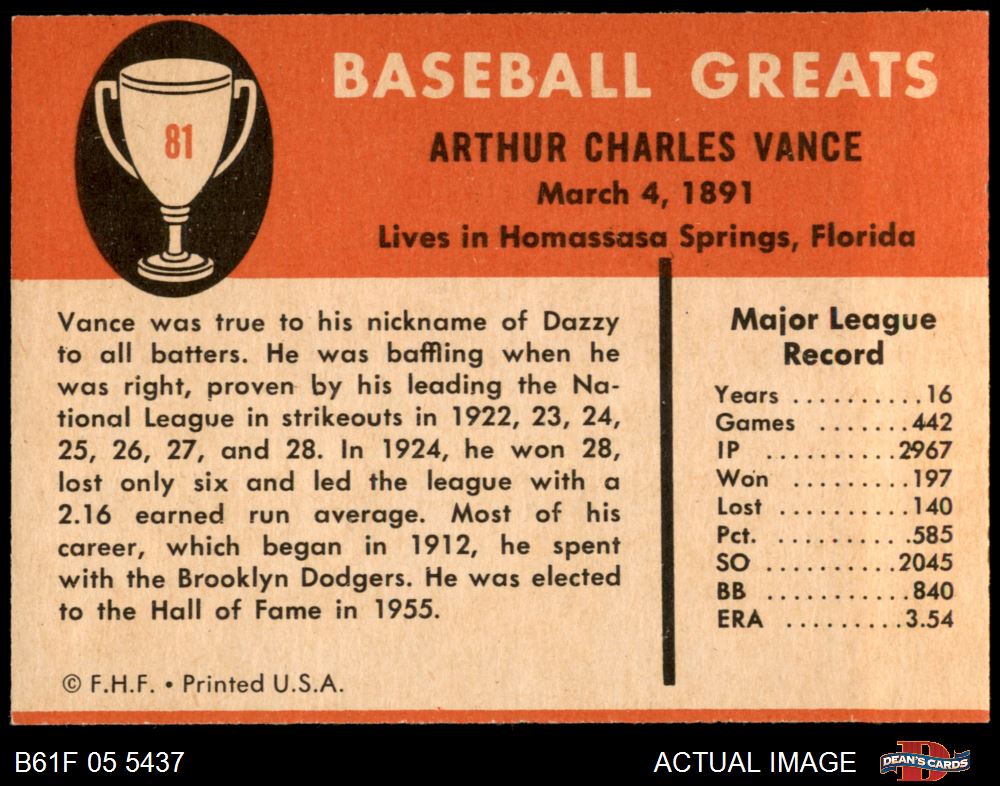 81
BASEBALL GREATS
ARTHUR CHARLES VANCE
March 4, 1891
Lives in Homassasa Springs, Florida
Vance was true to his nickname of Dazzy
to all batters. He was baffling when he
was right, proven by his leading the Na-
tional League in strikeouts in 1922, 23, 24,
25, 26, 27, and 28. In 1924, he won 28,
lost only six and led the league with a
2.16 earned run average. Most of his
career, which began in 1912, he spent
with the Brooklyn Dodgers. He was elected
to the Hall of Fame in 1955.
© F.H.F. • Printed U.S.A.
Major League
Record
Years ..........16
Games .......442
IP ..........2967
Won .........197
Lost ..........140
Pct. ..........585
SO ..........2045
BB ...........840
ERA .........3.54
B61F 05 5437
ACTUAL IMAGE
D
DEAN'S CARDS